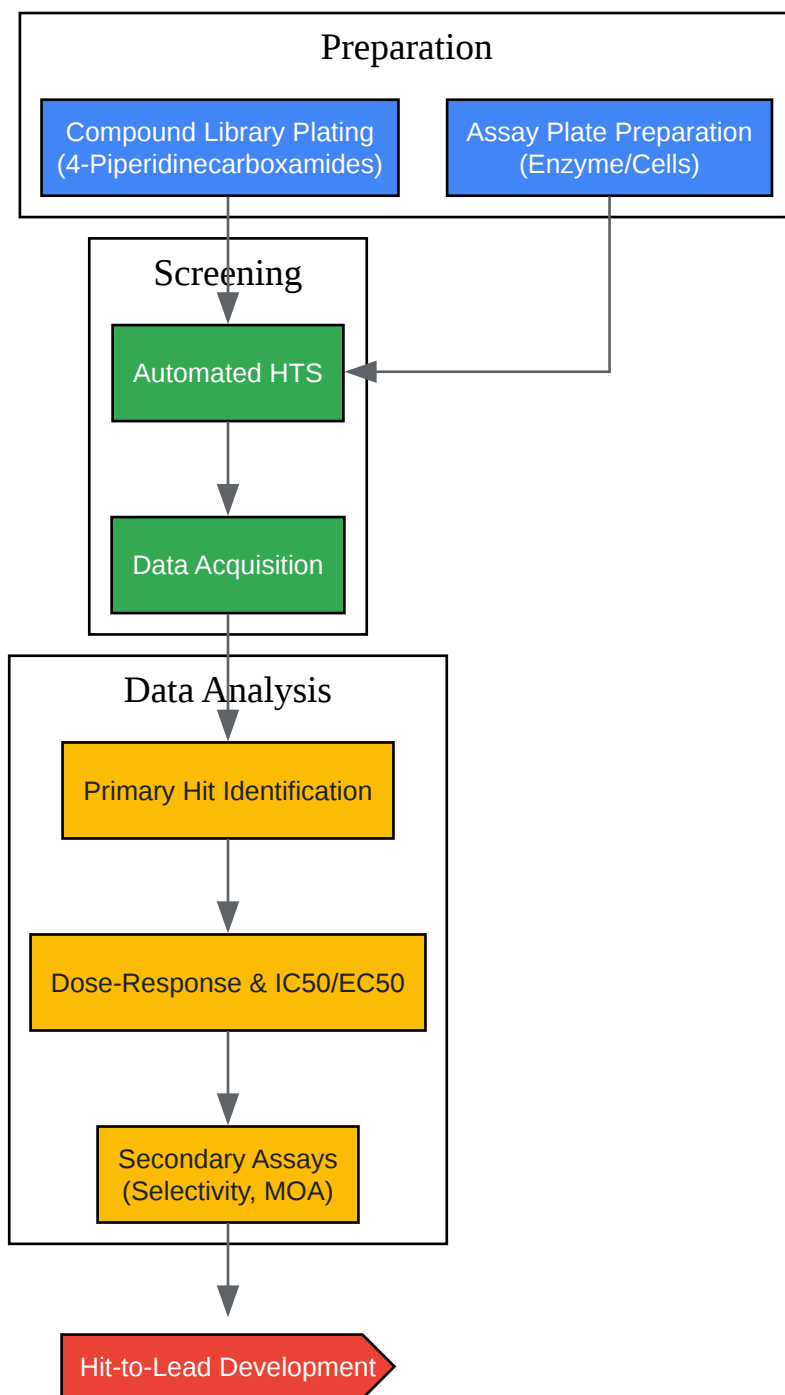 Preparation
Compound Library Plating
(4-Piperidinecarboxamides)
Assay Plate Preparation
(Enzyme/Cells)
Screening
Automated HTS
Data Acquisition
Data Analysis
Primary Hit Identification
Dose-Response & IC50/EC50
Secondary Assays
(Selectivity, MOA)
Hit-to-Lead Development